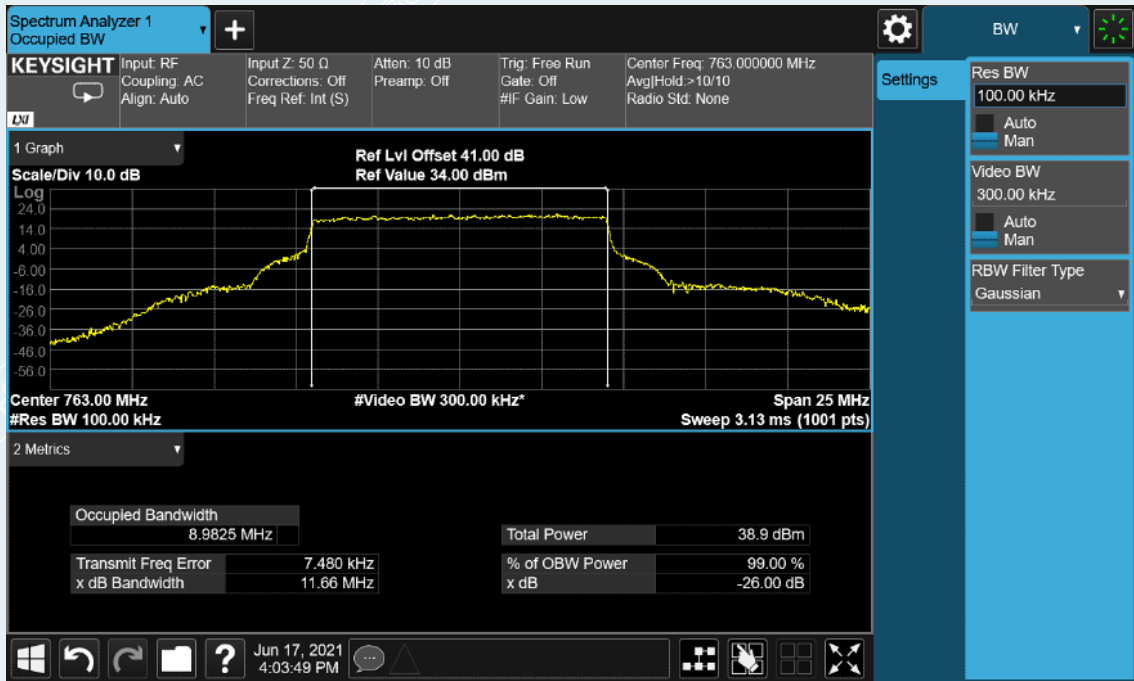 Spectrum Analyzer 1
Occupied BW
+
BW
KEYSIGHT
LXI
Input: RF
Coupling: AC
Align: Auto
Input Z: 50 Ω
Corrections: Off
Freq Ref: Int (S)
Atten: 10 dB
Preamp: Off
Trig: Free Run
Gate: Off
#IF Gain: Low
Center Freq: 763.000000 MHz
Avg|Hold:>10/10
Radio Std: None
Settings
Res BW
100.00 kHz
Auto
Man
Video BW
300.00 kHz
Auto
Man
RBW Filter Type
Gaussian
1 Graph
Scale/Div 10.0 dB
Ref Lvl Offset 41.00 dB
Ref Value 34.00 dBm
Log
24.0
14.0
4.00
-6.00
-16.0
-26.0
-36.0
-46.0
-56.0
Center 763.00 MHz
#Video BW 300.00 kHz*
Span 25 MHz
#Res BW 100.00 kHz
Sweep 3.13 ms (1001 pts)
2 Metrics
Occupied Bandwidth
8.9825 MHz
Total Power 38.9 dBm
Transmit Freq Error 7.480 kHz
% of OBW Power 99.00 %
x dB Bandwidth 11.66 MHz
x dB -26.00 dB
?
Jun 17, 2021
4:03:49 PM